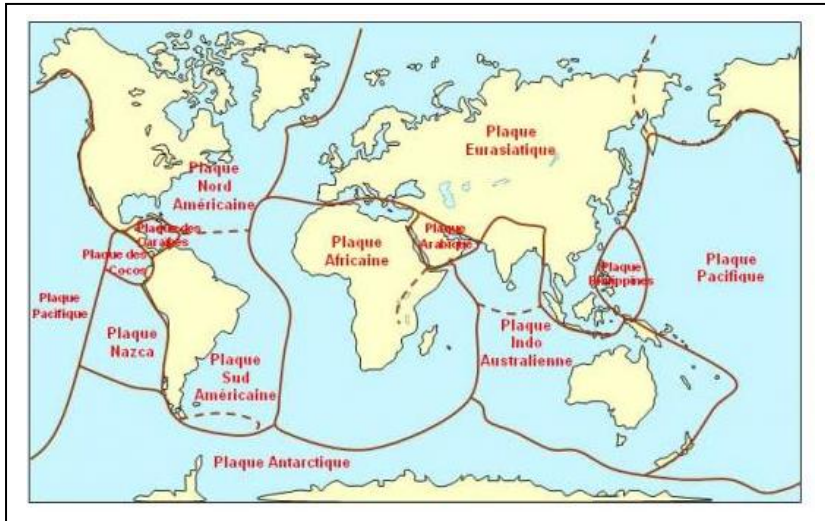 Plaque
Eurasiatique
Plaque
Nord
Américaine
Plaque des
Caraïbes
Plaque des
Cocos
Plaque
Africaine
Plaque
Arabique
Plaque
Philippines
Plaque
Pacifique
Plaque
Pacifique
Plaque
Nazca
Plaque
Sud
Américaine
Plaque
Indo
Australienne
Plaque Antarctique